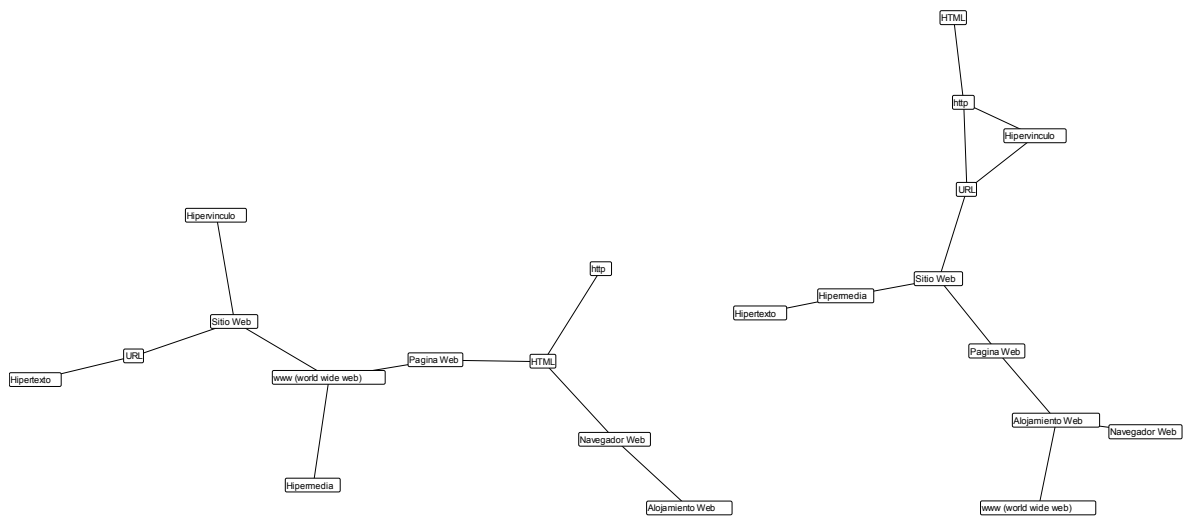 Hipervinculo
http
Sitio Web
URL
Hipertexto
www (world wide web)
Pagina Web
HTML
Navegador Web
Hipermedia
Alojamiento Web
HTML
http
Hipervinculo
URL
Sitio Web
Hipermedia
Hipertexto
Pagina Web
Alojamiento Web
Navegador Web
www (world wide web)